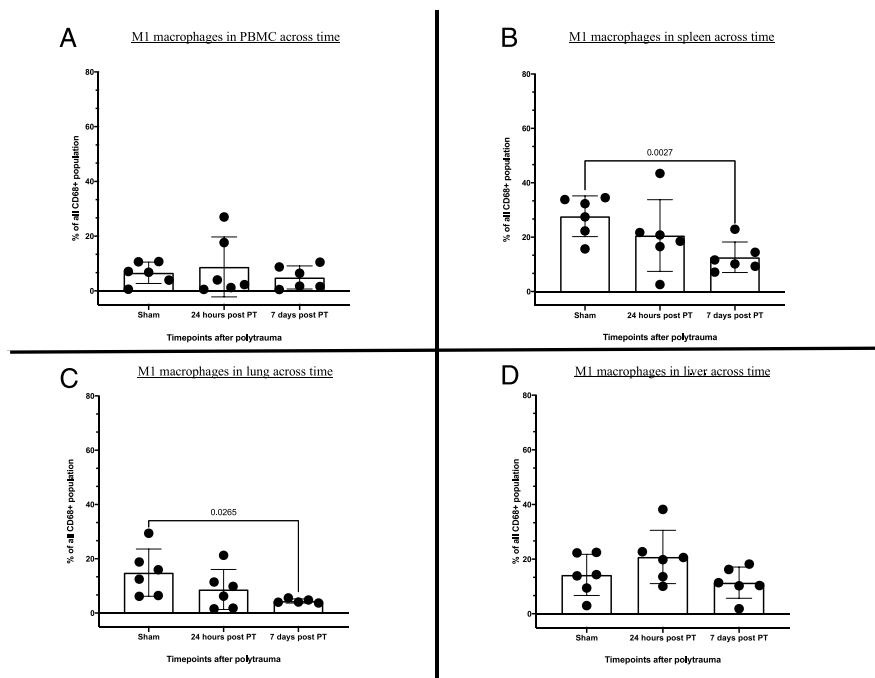 A
M1 macrophages in PBMC across time
80
60
40
20
0
% of all CD68+ population
Sham
24 hours post PT
7 days post PT
Timepoints after polytrauma
B
M1 macrophages in spleen across time
80
60
40
20
0
% of all CD68+ population
0.0027
Sham
24 hours post PT
7 days post PT
Timepoints after polytrauma
C
M1 macrophages in lung across time
80
60
40
20
0
% of all CD68+ population
0.0265
Sham
24 hours post PT
7 days post PT
Timepoints after polytrauma
D
M1 macrophages in liver across time
80
60
40
20
0
% of all CD68+ population
Sham
24 hours post PT
7 days post PT
Timepoints after polytrauma